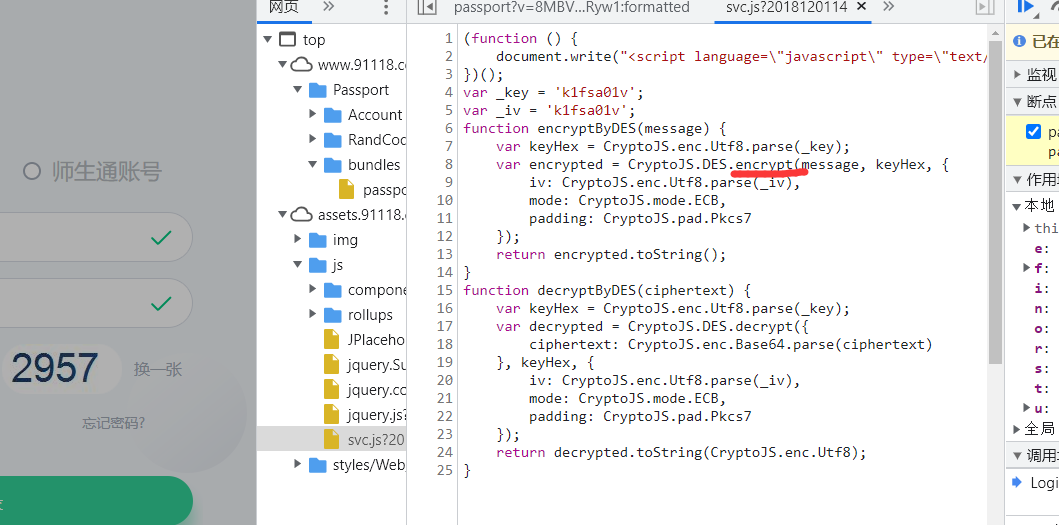 网页
passport?v=8MBV...Ryw1:formatted
svc.js?2018120114
已在
top
www.91118.c
Passport
Account
RandCod
bundles
passpo
assets.91118.
img
js
compone
rollups
JPlaceho
jquery.Su
jquery.co
jquery.js?
svc.js?20
styles/Web
师生通账号
2957
换一张
忘记密码?
1 (function () {
2 document.write("<script language=\"javascript\" type=\"text/
3 })();
4 var _key = 'k1fsa01v';
5 var _iv = 'k1fsa01v';
6 function encryptByDES(message) {
7 var keyHex = CryptoJS.enc.Utf8.parse(_key);
8 var encrypted = CryptoJS.DES.encrypt(message, keyHex, {
9 iv: CryptoJS.enc.Utf8.parse(_iv),
10 mode: CryptoJS.mode.ECB,
11 padding: CryptoJS.pad.Pkcs7
12 });
13 return encrypted.toString();
14 }
15 function decryptByDES(ciphertext) {
16 var keyHex = CryptoJS.enc.Utf8.parse(_key);
17 var decrypted = CryptoJS.DES.decrypt({
18 ciphertext: CryptoJS.enc.Base64.parse(ciphertext)
19 }, keyHex, {
20 iv: CryptoJS.enc.Utf8.parse(_iv),
21 mode: CryptoJS.mode.ECB,
22 padding: CryptoJS.pad.Pkcs7
23 });
24 return decrypted.toString(CryptoJS.enc.Utf8);
25 }
监视
断点
pa
pa
作用
本地
thi
e:
f:
i:
n:
o:
r:
s:
t:
u:
全局
调用
Logi